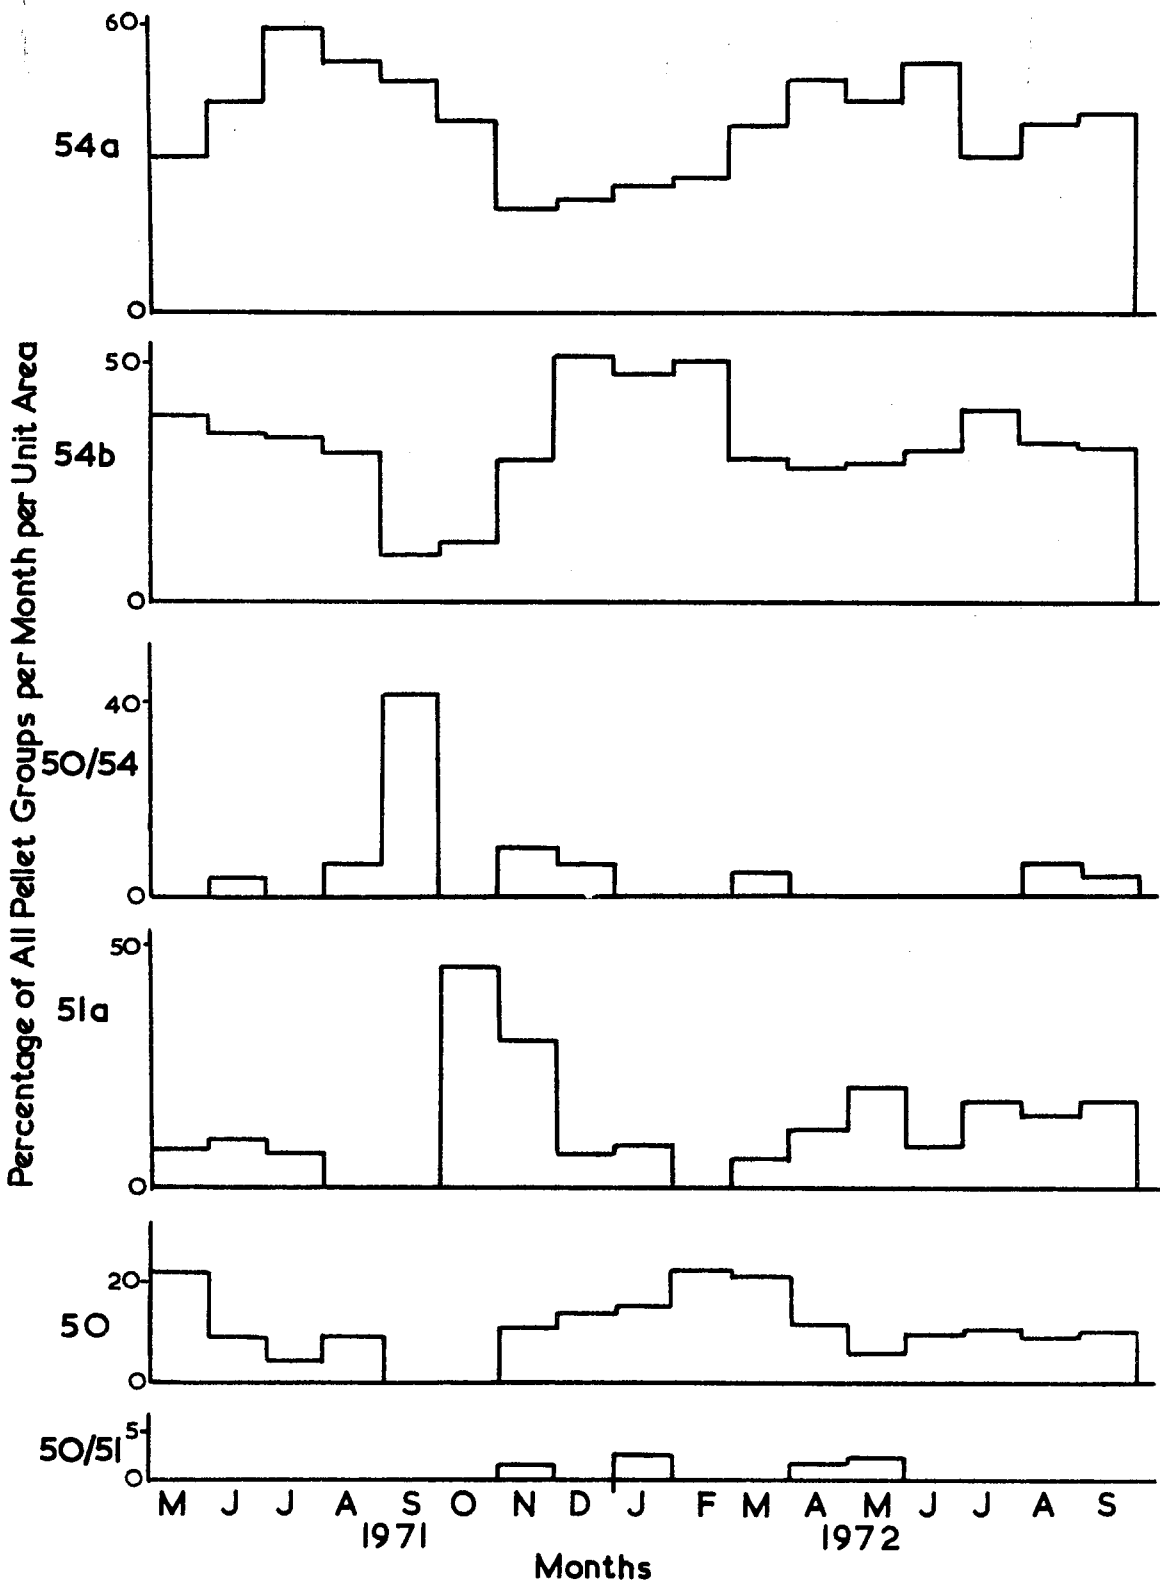 Percentage of All Pellet Groups per Month per Unit Area
60
54a
0
50
54b
0
40
50/54
0
50
51a
0
20
50
0
5
50/51
0
M J J A S O N D J F M A M J J A S
1971 1972
Months